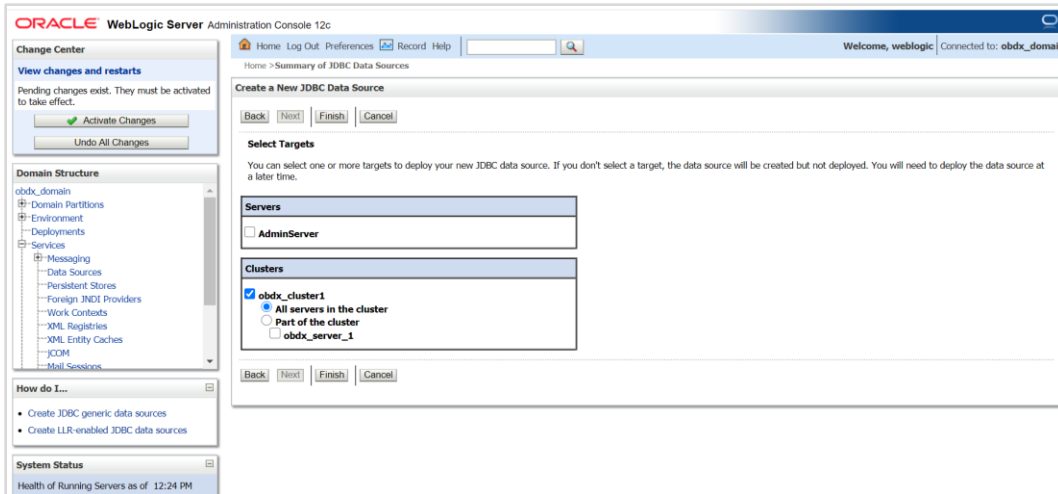 ORACLE WebLogic Server Administration Console 12c
Change Center
View changes and restarts
Pending changes exist. They must be activated
to take effect.
Activate Changes
Undo All Changes
Domain Structure
obdx_domain
Domain Partitions
Environment
Deployments
Services
Messaging
Data Sources
Persistent Stores
Foreign JNDI Providers
Work Contexts
XML Registries
XML Entity Caches
jCOM
Mail Sessions
How do I...
Create JDBC generic data sources
Create LLR-enabled JDBC data sources
System Status
Health of Running Servers as of 12:24 PM
Home Log Out Preferences Record Help
Welcome, weblogic Connected to:
Home >Summary of JDBC Data Sources
Create a New JDBC Data Source
Back Next Finish Cancel
Select Targets
You can select one or more targets to deploy your new JDBC data source. If you don't select a target, the data source will be created but not deployed. You will need to deploy the data source at
a later time.
Servers
AdminServer
Clusters
obdx_cluster1
All servers in the cluster
Part of the cluster
obdx_server_1
Back Next Finish Cancel